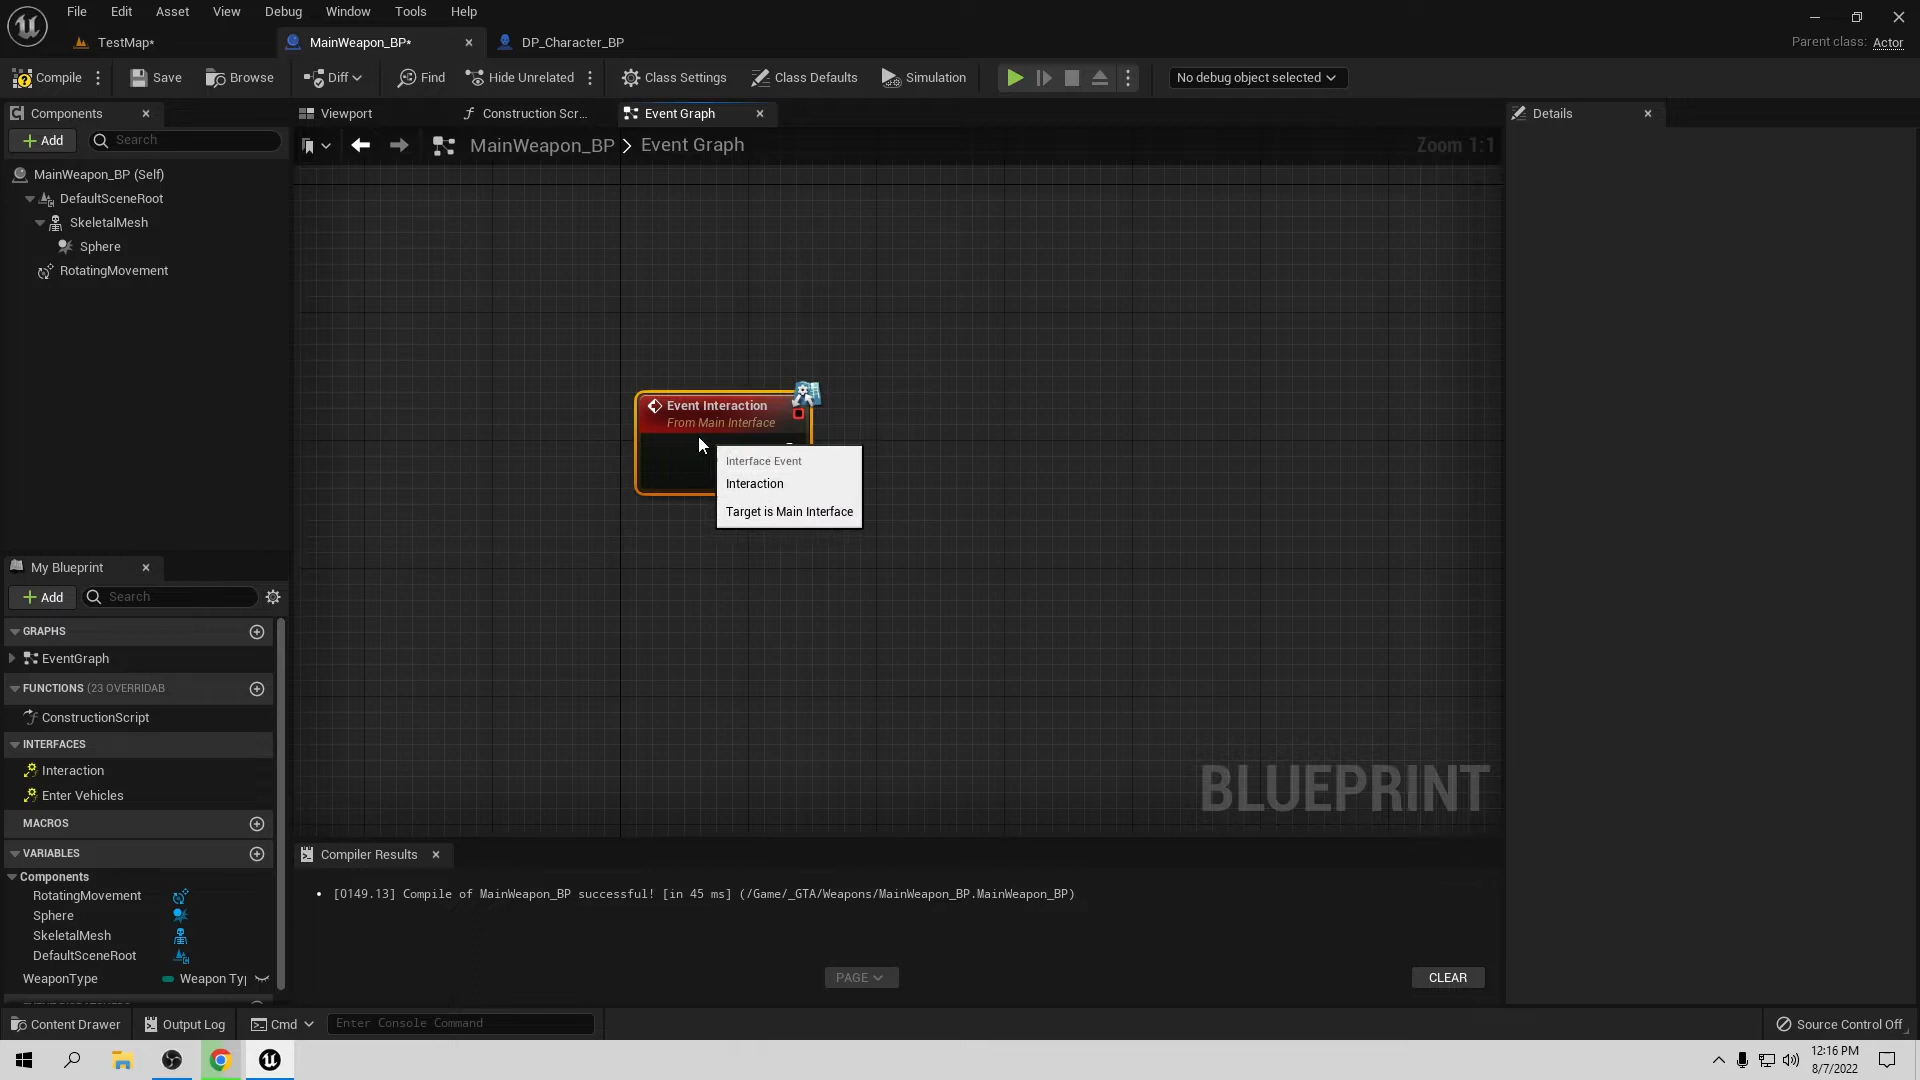 File Edit Asset View Debug Window Tools Help
TestMap* MainWeapon_BP* DP_Character_BP
Parent class: Actor
Compile Save Browse Diff Find Hide Unrelated Class Settings Class Defaults Simulation No debug object selected
Components Viewport Construction Scr... Event Graph Details
Add Search
MainWeapon_BP > Event Graph Zoom 1:1
MainWeapon_BP (Self)
DefaultSceneRoot
SkeletalMesh
Sphere
RotatingMovement
Event Interaction
From Main Interface
Interface Event
Interaction
Target is Main Interface
My Blueprint
Add Search
GRAPHS
EventGraph
FUNCTIONS (23 OVERRIDAB
ConstructionScript
INTERFACES
Interaction
Enter Vehicles
MACROS
VARIABLES
Components
RotatingMovement
Sphere
SkeletalMesh
DefaultSceneRoot
WeaponType Weapon Ty
BLUEPRINT
Compiler Results
• [0149.13] Compile of MainWeapon_BP successful! [in 45 ms] (/Game/_GTA/Weapons/MainWeapon_BP.MainWeapon_BP)
PAGE CLEAR
Content Drawer Output Log Cmd Enter Console Command Source Control Off
12:16 PM
8/7/2022